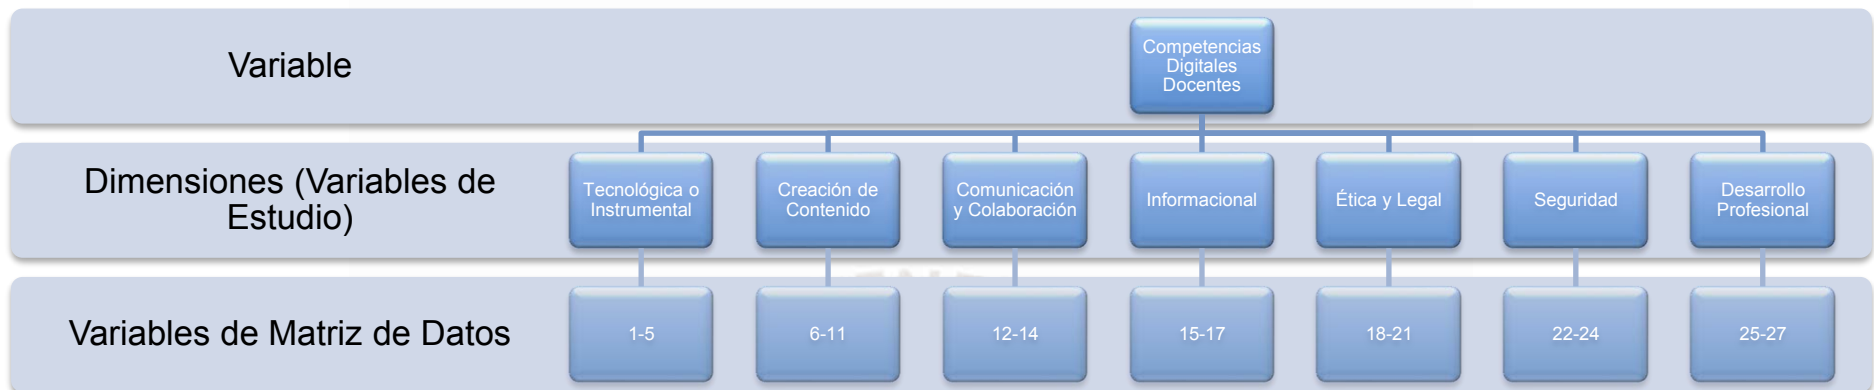 Variable
Competencias
Digitales
Docentes
Dimensiones (Variables de
Estudio)
Tecnológica o
Instrumental
Creación de
Contenido
Comunicación
y Colaboración
Informacional
Ética y Legal
Seguridad
Desarrollo
Profesional
Variables de Matriz de Datos
1-5
6-11
12-14
15-17
18-21
22-24
25-27